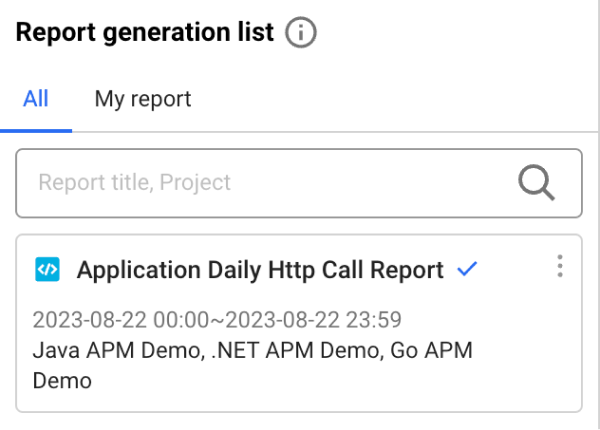 Report generation list
All My report
Report title, Project
Application Daily Http Call Report
2023-08-22 00:00~2023-08-22 23:59
Java APM Demo, .NET APM Demo, Go APM
Demo